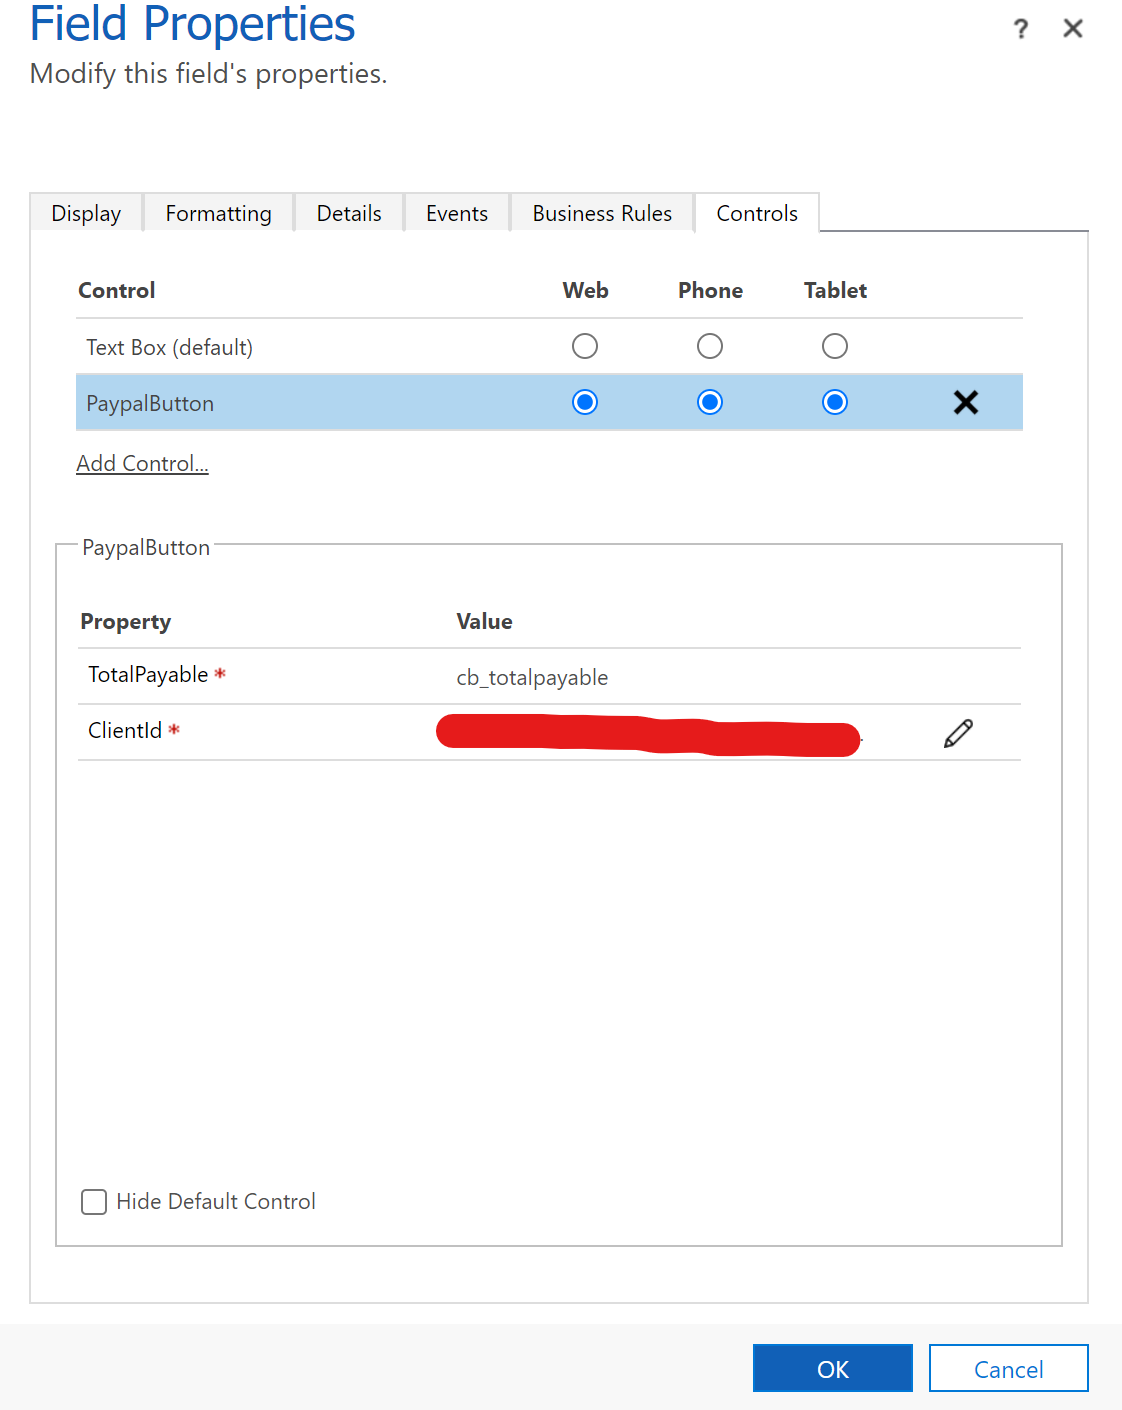 Field Properties
?
Modify this field's properties.
Display Formatting Details Events Business Rules Controls
Control Web Phone Tablet
Text Box (default)
PaypalButton
Add Control...
PaypalButton
Property Value
TotalPayable * cb_totalpayable
ClientId *
Hide Default Control
OK Cancel